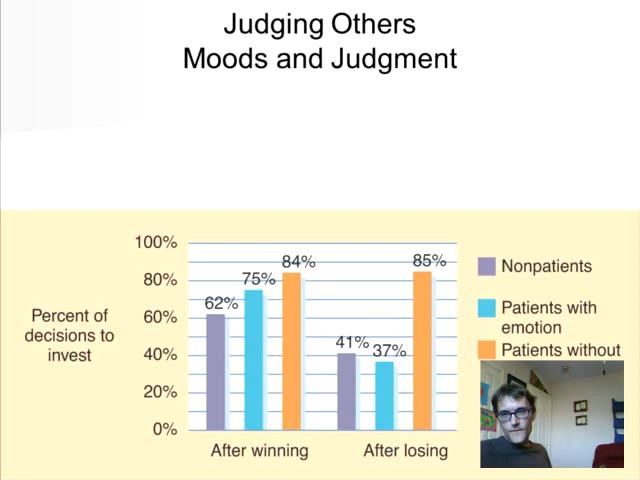 Judging Others
Moods and Judgment
100%
80%
60%
40%
20%
0%
Percent of
decisions to
invest
62%
75%
84%
41%
37%
85%
After winning
After losing
Nonpatients
Patients with
emotion
Patients without